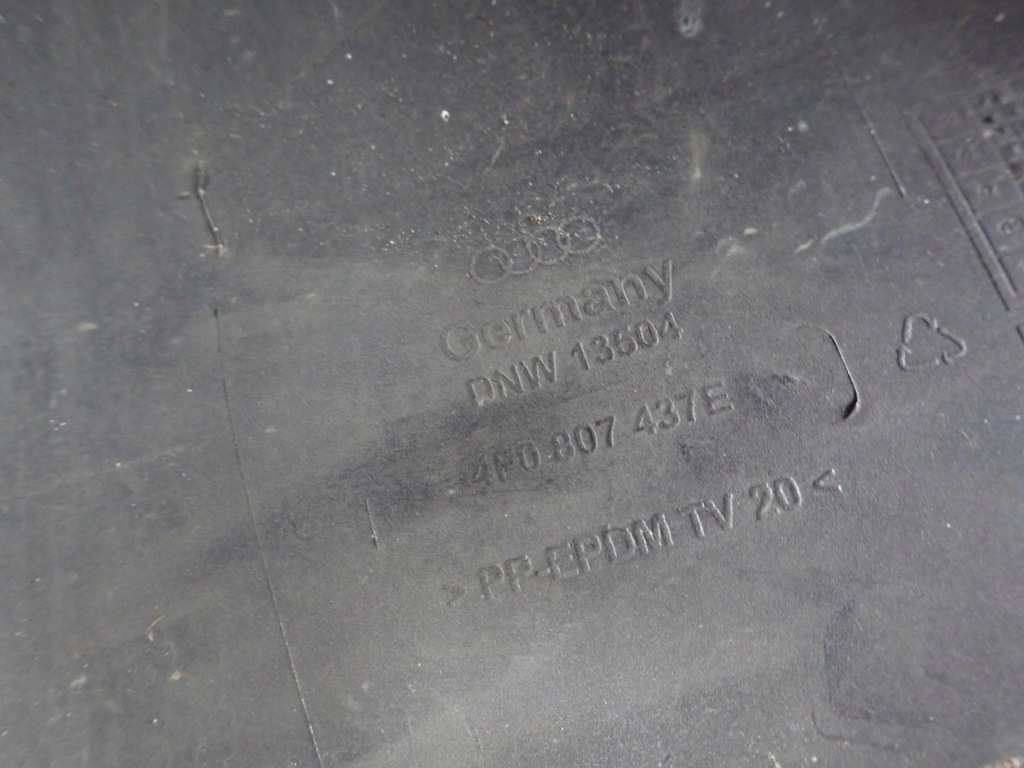 Germany
DNW 13504
4F0 807 437E
>PP-EPDM TV 20<